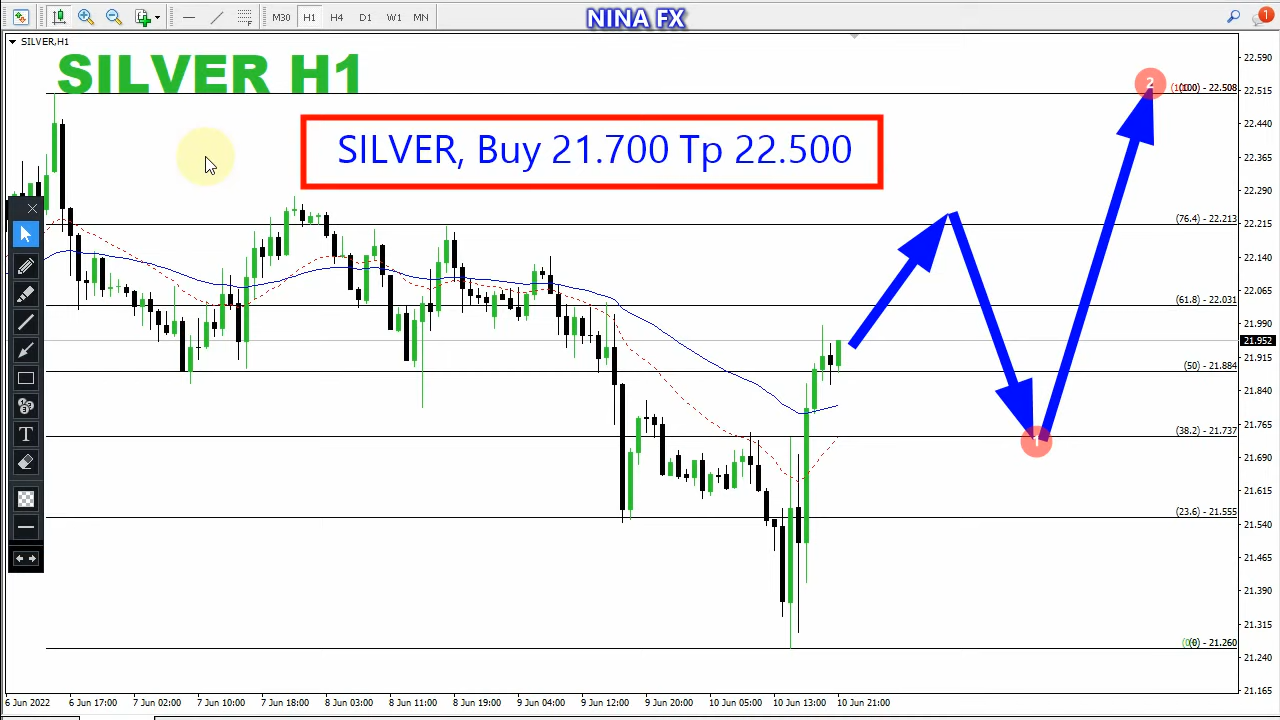 M30 H1 H4 D1 W1 MN
NINA FX
1
SILVER,H1
SILVER H1
SILVER, Buy 21.700 Tp 22.500
2
1
(100) - 22.508
(76.4) - 22.213
(61.8) - 22.031
(50) - 21.884
(38.2) - 21.737
(23.6) - 21.555
(0) - 21.260
22.590
22.515
22.440
22.365
22.290
22.215
22.140
22.065
21.990
21.952
21.915
21.840
21.765
21.690
21.615
21.540
21.465
21.390
21.315
21.240
21.165
T
6 Jun 2022 6 Jun 17:00 7 Jun 02:00 7 Jun 10:00 7 Jun 18:00 8 Jun 03:00 8 Jun 11:00 8 Jun 19:00 9 Jun 04:00 9 Jun 12:00 9 Jun 20:00 10 Jun 05:00 10 Jun 13:00 10 Jun 21:00